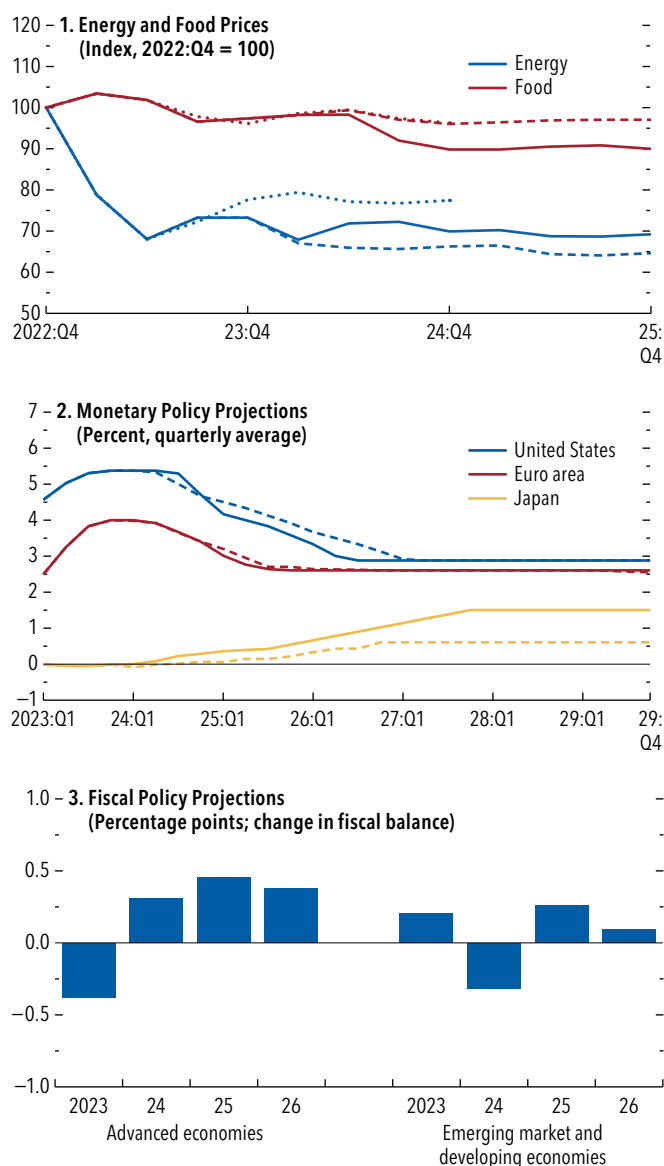 1. Energy and Food Prices
(Index, 2022:Q4 = 100)
Energy
Food
120
110
100
90
80
70
60
50
2022:Q4
23:Q4
24:Q4
25:
Q4
2. Monetary Policy Projections
(Percent, quarterly average)
United States
Euro area
Japan
7
6
5
4
3
2
1
0
−1
2023:Q1
24:Q1
25:Q1
26:Q1
27:Q1
28:Q1
29:Q1
29:
Q4
3. Fiscal Policy Projections
(Percentage points; change in fiscal balance)
1.0
0.5
0.0
−0.5
−1.0
2023 24 25 26 2023 24 25 26
Advanced economies
Emerging market and
developing economies